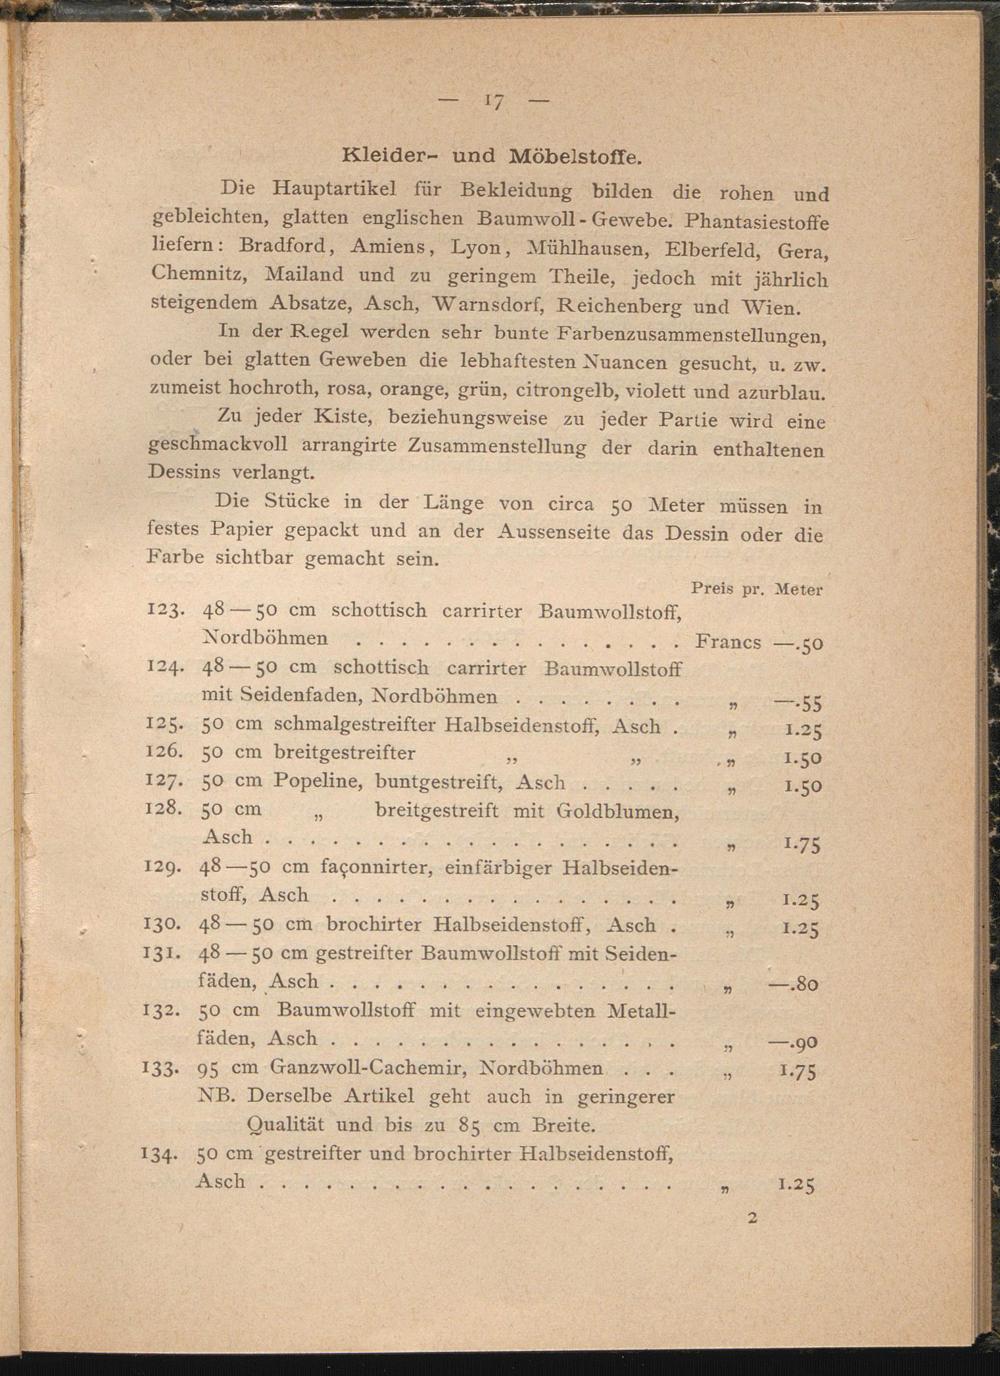 — 17 —
Kleider- und Möbelstoffe.
Die Hauptartikel für Bekleidung bilden die rohen und
gebleichten, glatten englischen Baumwoll-Gewebe. Phantasiestoffe
liefern: Bradford, Amiens, Lyon, Mühlhausen, Elberfeld, Gera,
Chemnitz, Mailand und zu geringem Theile, jedoch mit jährlich
steigendem Absatze, Asch, Warnsdorf, Reichenberg und Wien.
In der Regel werden sehr bunte Farbenzusammenstellungen,
oder bei glatten Geweben die lebhaftesten Nuancen gesucht, u. zw.
zumeist hochroth, rosa, orange, grün, citrongelb, violett und azurblau.
Zu jeder Kiste, beziehungsweise zu jeder Partie wird eine
geschmackvoll arrangirte Zusammenstellung der darin enthaltenen
Dessins verlangt.
Die Stücke in der Länge von circa 50 Meter müssen in
festes Papier gepackt und an der Aussenseite das Dessin oder die
Farbe sichtbar gemacht sein.
Preis pr. Meter
123. 48—50 cm schottisch carrirter Baumwollstoff,
Nordböhmen . . . . . . . . . . . . . . . Francs —.50
124. 48—50 cm schottisch carrirter Baumwollstoff
mit Seidenfaden, Nordböhmen . . . . . . . . „ —.55
125. 50 cm schmalgestreifter Halbseidenstoff, Asch . „ 1.25
126. 50 cm breitgestreifter „ „ . „ 1.50
127. 50 cm Popeline, buntgestreift, Asch . . . . . „ 1.50
128. 50 cm „ breitgestreift mit Goldblumen,
Asch . . . . . . . . . . . . . . . . . . . „ 1.75
129. 48—50 cm façonnirter, einfärbiger Halbseiden-
stoff, Asch . . . . . . . . . . . . . . . . „ 1.25
130. 48—50 cm brochirter Halbseidenstoff, Asch . „ 1.25
131. 48—50 cm gestreifter Baumwollstoff mit Seiden-
fäden, Asch . . . . . . . . . . . . . . . . „ —.80
132. 50 cm Baumwollstoff mit eingewebten Metall-
fäden, Asch . . . . . . . . . . . . . . . . „ —.90
133. 95 cm Ganzwoll-Cachemir, Nordböhmen . . . „ 1.75
NB. Derselbe Artikel geht auch in geringerer
Qualität und bis zu 85 cm Breite.
134. 50 cm gestreifter und brochirter Halbseidenstoff,
Asch . . . . . . . . . . . . . . . . . . . „ 1.25
2